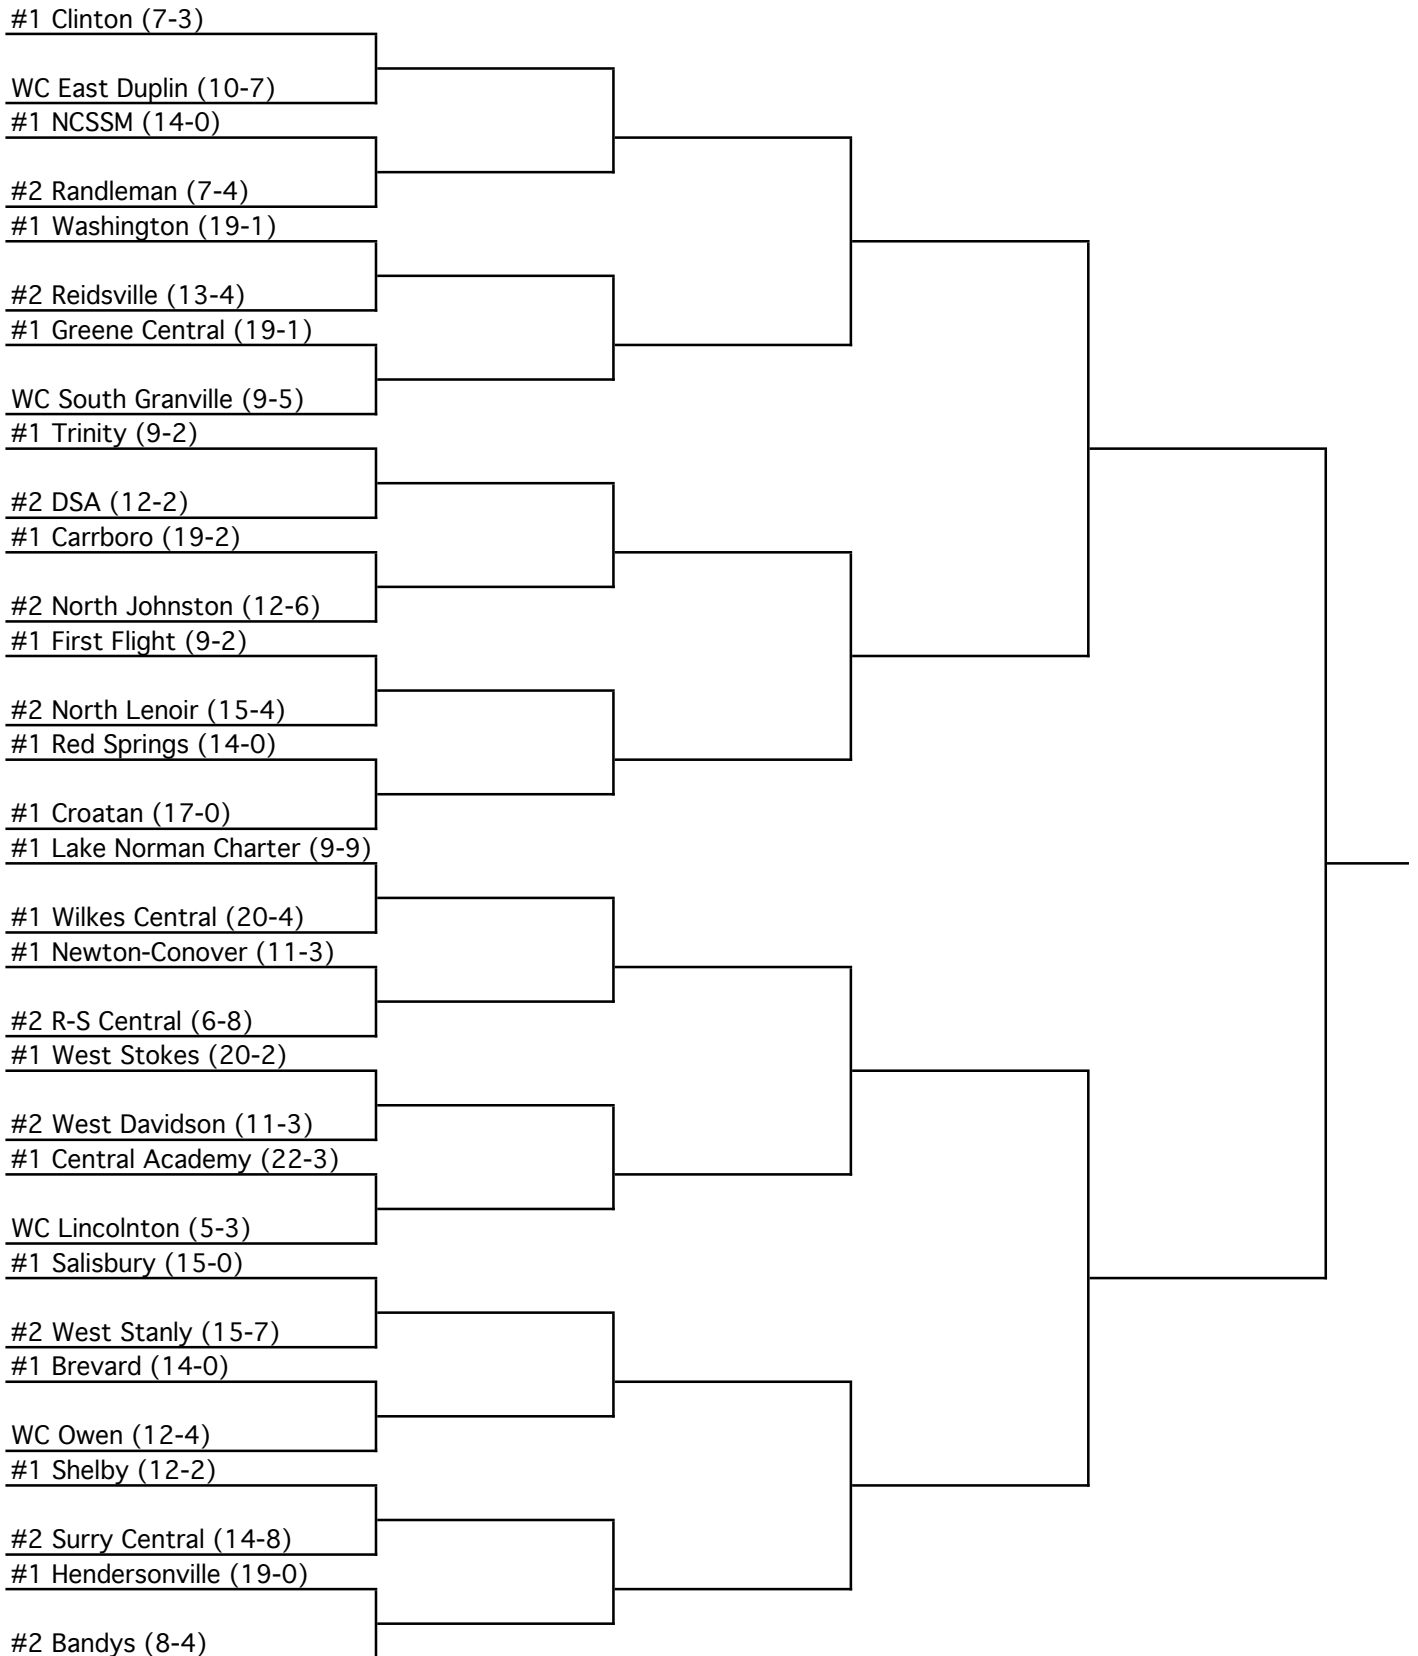 #1 Clinton (7-3)
WC East Duplin (10-7)
#1 NCSSM (14-0)
#2 Randleman (7-4)
#1 Washington (19-1)
#2 Reidsville (13-4)
#1 Greene Central (19-1)
WC South Granville (9-5)
#1 Trinity (9-2)
#2 DSA (12-2)
#1 Carrboro (19-2)
#2 North Johnston (12-6)
#1 First Flight (9-2)
#2 North Lenoir (15-4)
#1 Red Springs (14-0)
#1 Croatan (17-0)
#1 Lake Norman Charter (9-9)
#1 Wilkes Central (20-4)
#1 Newton-Conover (11-3)
#2 R-S Central (6-8)
#1 West Stokes (20-2)
#2 West Davidson (11-3)
#1 Central Academy (22-3)
WC Lincolnton (5-3)
#1 Salisbury (15-0)
#2 West Stanly (15-7)
#1 Brevard (14-0)
WC Owen (12-4)
#1 Shelby (12-2)
#2 Surry Central (14-8)
#1 Hendersonville (19-0)
#2 Bandys (8-4)